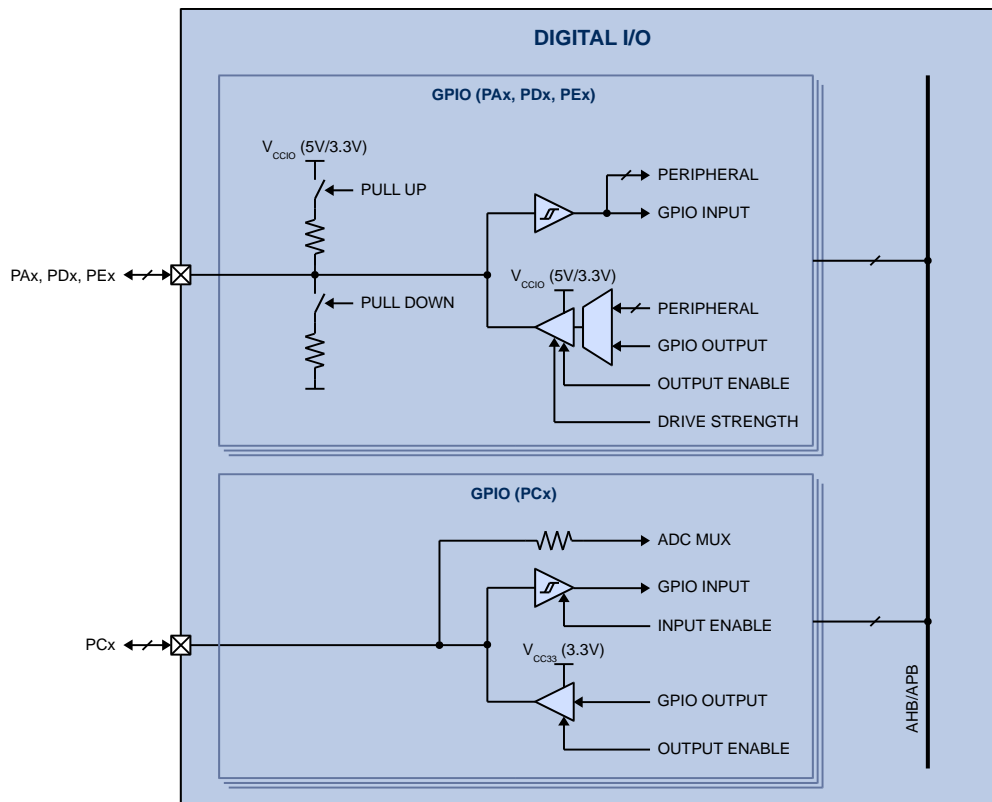 DIGITAL I/O
GPIO (PAx, PDx, PEx)
VCCIO (5V/3.3V)
PULL UP
PERIPHERAL
GPIO INPUT
PAx, PDx, PEx
VCCIO (5V/3.3V)
PULL DOWN
PERIPHERAL
GPIO OUTPUT
OUTPUT ENABLE
DRIVE STRENGTH
GPIO (PCx)
ADC MUX
GPIO INPUT
INPUT ENABLE
PCx
VCC33 (3.3V)
GPIO OUTPUT
OUTPUT ENABLE
AHB/APB